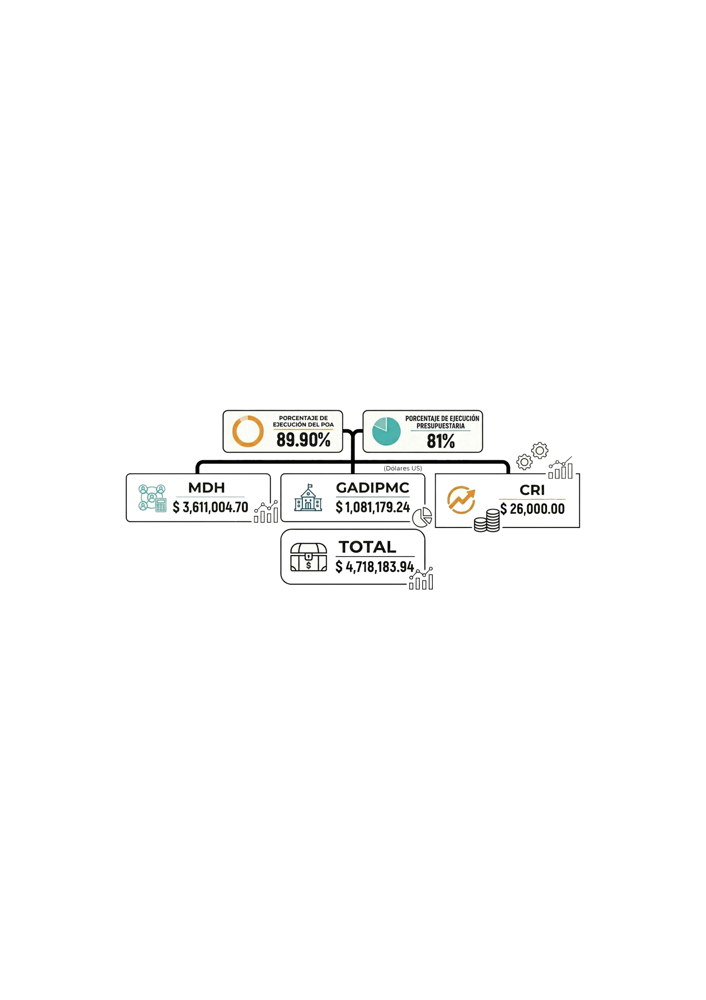 PORCENTAJE DE
EJECUCIÓN DEL POA
89.90%
PORCENTAJE DE EJECUCIÓN
PRESUPUESTARIA
81%
(Dólares US)
MDH
$ 3,611,004.70
GADIPMC
$ 1,081,179.24
CRI
$ 26,000.00
TOTAL
$
$ 4,718,183.94